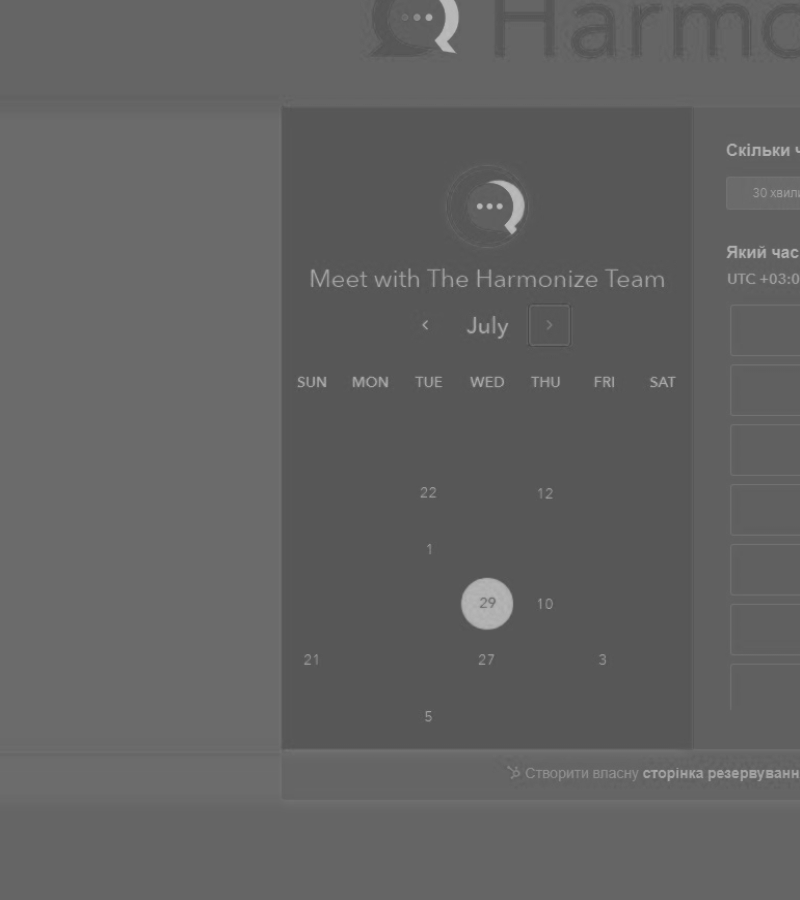 Harmo
Meet with The Harmonize Team
July
SUN MON TUE WED THU FRI SAT
22 12
1
29 10
21 27 3
5
Скільки ч
30 хвили
Який час
UTC +03:0
Створити власну сторінка резервуванн